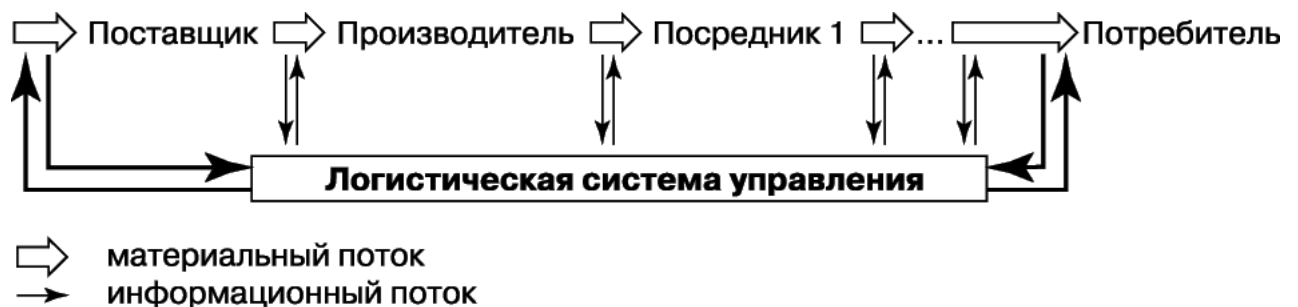 Поставщик Производитель Посредник 1 ... Потребитель
Логистическая система управления
материальный поток
информационный поток